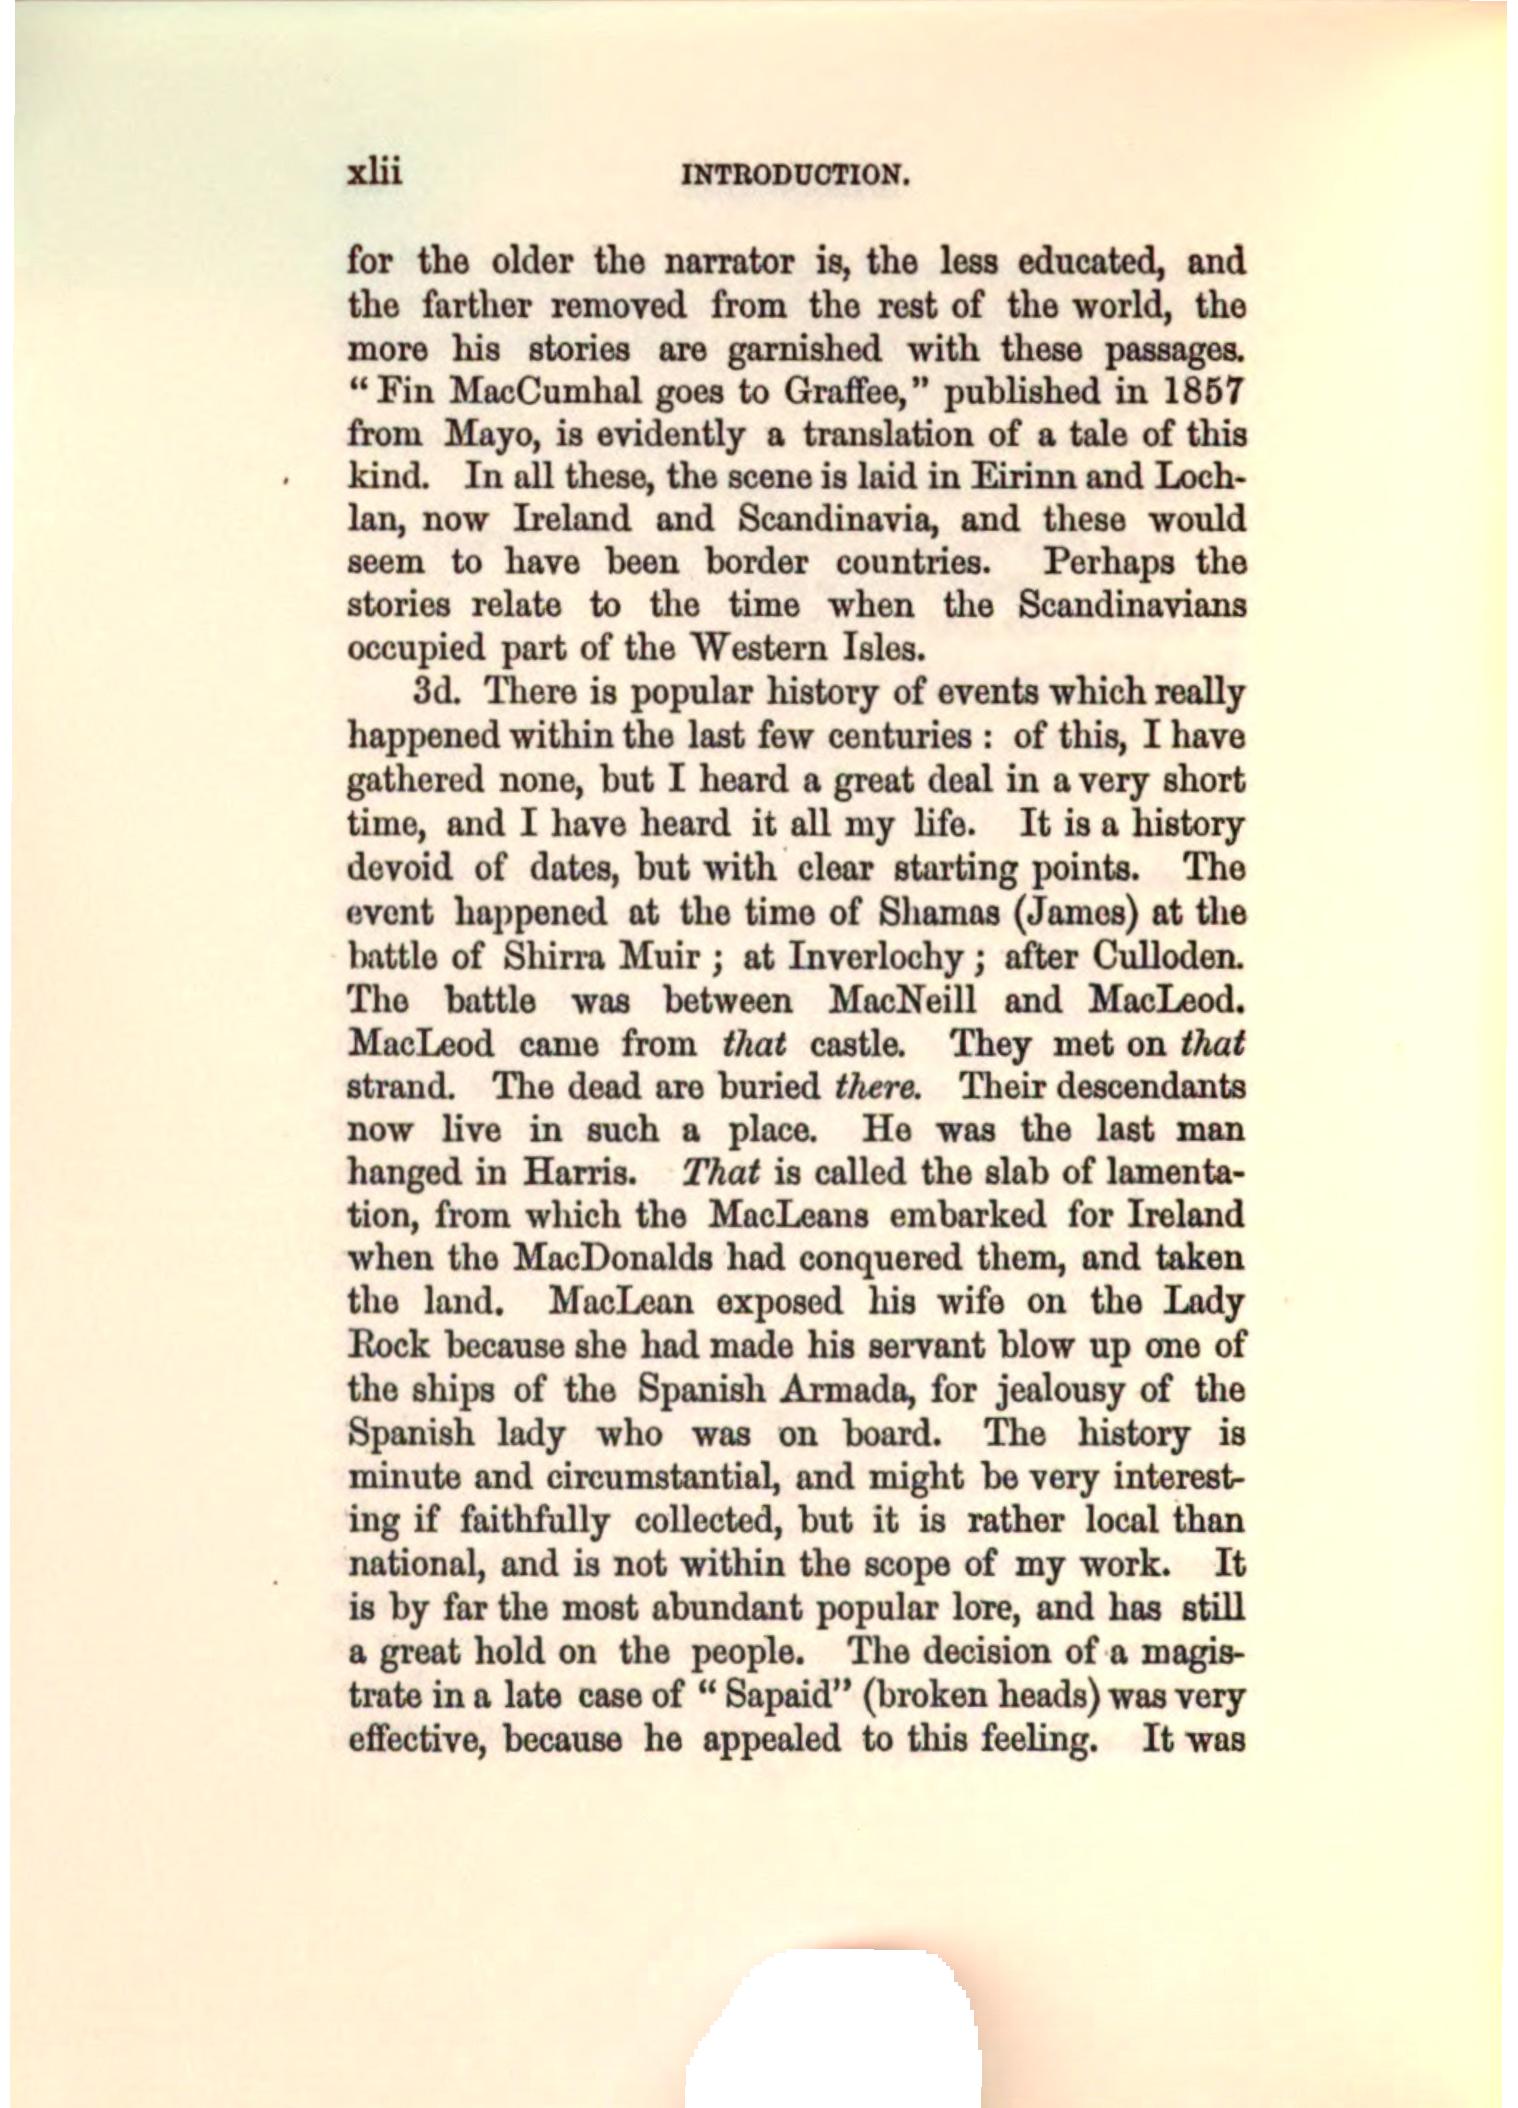 xlii INTRODUCTION.
for the older the narrator is, the less educated, and
the farther removed from the rest of the world, the
more his stories are garnished with these passages.
“Fin MacCumhal goes to Graffee,” published in 1857
from Mayo, is evidently a translation of a tale of this
kind. In all these, the scene is laid in Eirinn and Loch-
lan, now Ireland and Scandinavia, and these would
seem to have been border countries. Perhaps the
stories relate to the time when the Scandinavians
occupied part of the Western Isles.
3d. There is popular history of events which really
happened within the last few centuries : of this, I have
gathered none, but I heard a great deal in a very short
time, and I have heard it all my life. It is a history
devoid of dates, but with clear starting points. The
event happened at the time of Shamas (James) at the
battle of Shirra Muir ; at Inverlochy ; after Culloden.
The battle was between MacNeill and MacLeod.
MacLeod came from that castle. They met on that
strand. The dead are buried there. Their descendants
now live in such a place. He was the last man
hanged in Harris. That is called the slab of lamenta-
tion, from which the MacLeans embarked for Ireland
when the MacDonalds had conquered them, and taken
the land. MacLean exposed his wife on the Lady
Rock because she had made his servant blow up one of
the ships of the Spanish Armada, for jealousy of the
Spanish lady who was on board. The history is
minute and circumstantial, and might be very interest-
ing if faithfully collected, but it is rather local than
national, and is not within the scope of my work. It
is by far the most abundant popular lore, and has still
a great hold on the people. The decision of a magis-
trate in a late case of “Sapaid” (broken heads) was very
effective, because he appealed to this feeling. It was